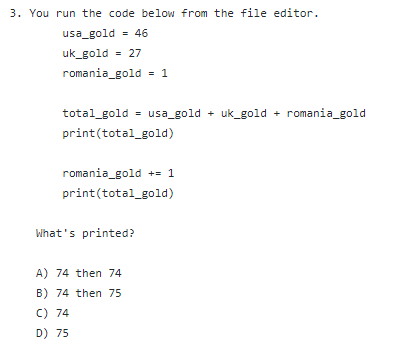 3. You run the code below from the file editor.
usa_gold = 46
uk_gold = 27
romania_gold = 1
total_gold = usa_gold + uk_gold + romania_gold
print(total_gold)
romania_gold += 1
print(total_gold)
What's printed?
A) 74 then 74
B) 74 then 75
C) 74
D) 75